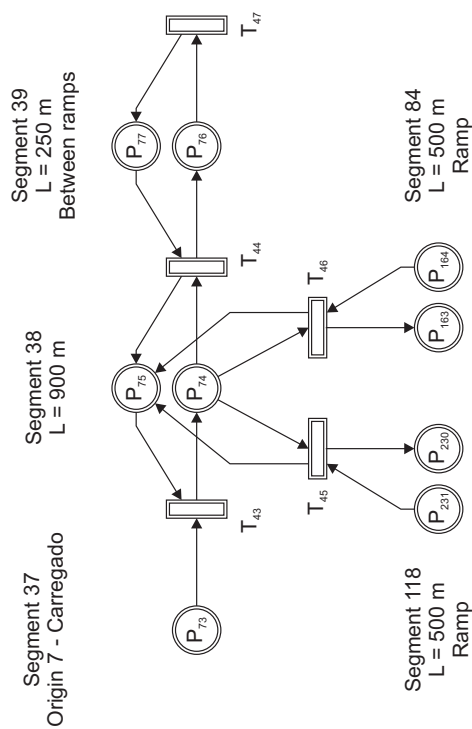 Segment 37
Origin 7 - Carregado
Segment 38
L = 900 m
Segment 39
L = 250 m
Between ramps
P75
P77
P73
P74
P76
T43
T44
T47
T45
T46
P231
P230
P163
P164
Segment 118
L = 500 m
Ramp
Segment 84
L = 500 m
Ramp